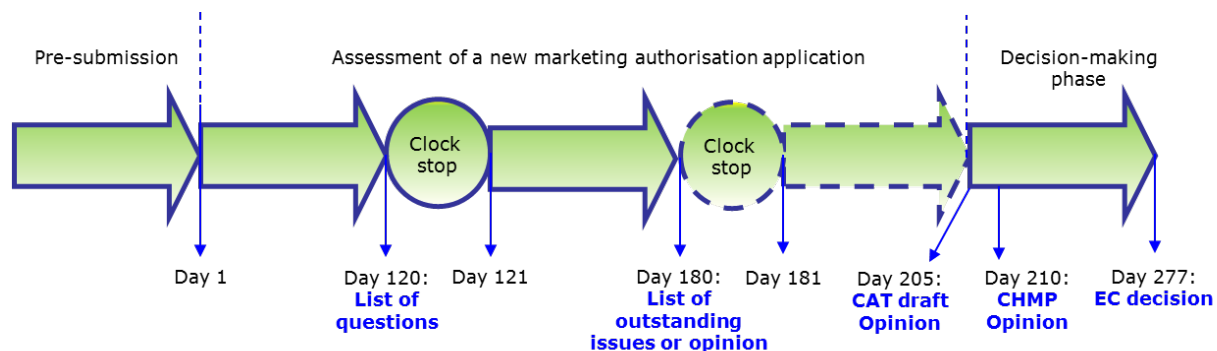 Pre-submission
Assessment of a new marketing authorisation application
Decision-making
phase
Clock
stop
Clock
stop
Day 1
Day 120:
List of
questions
Day 121
Day 180:
List of
outstanding
issues or opinion
Day 181
Day 205:
CAT draft
Opinion
Day 210:
CHMP
Opinion
Day 277:
EC decision